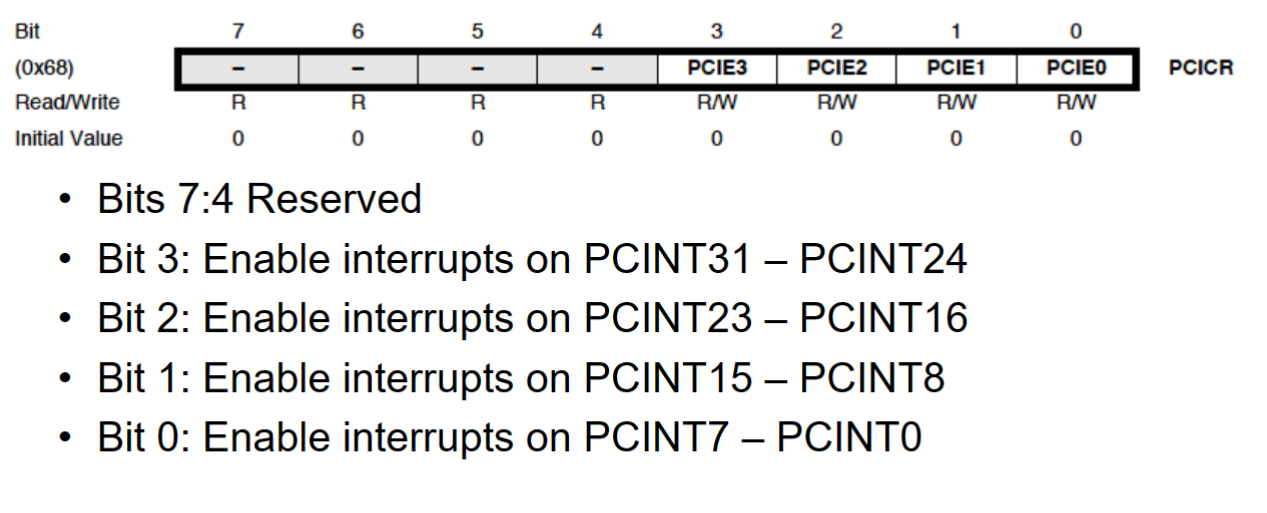 Bit 7 6 5 4 3 2 1 0
(0x68) – – – – PCIE3 PCIE2 PCIE1 PCIE0 PCICR
Read/Write R R R R R/W R/W R/W R/W
Initial Value 0 0 0 0 0 0 0 0
• Bits 7:4 Reserved
• Bit 3: Enable interrupts on PCINT31 – PCINT24
• Bit 2: Enable interrupts on PCINT23 – PCINT16
• Bit 1: Enable interrupts on PCINT15 – PCINT8
• Bit 0: Enable interrupts on PCINT7 – PCINT0